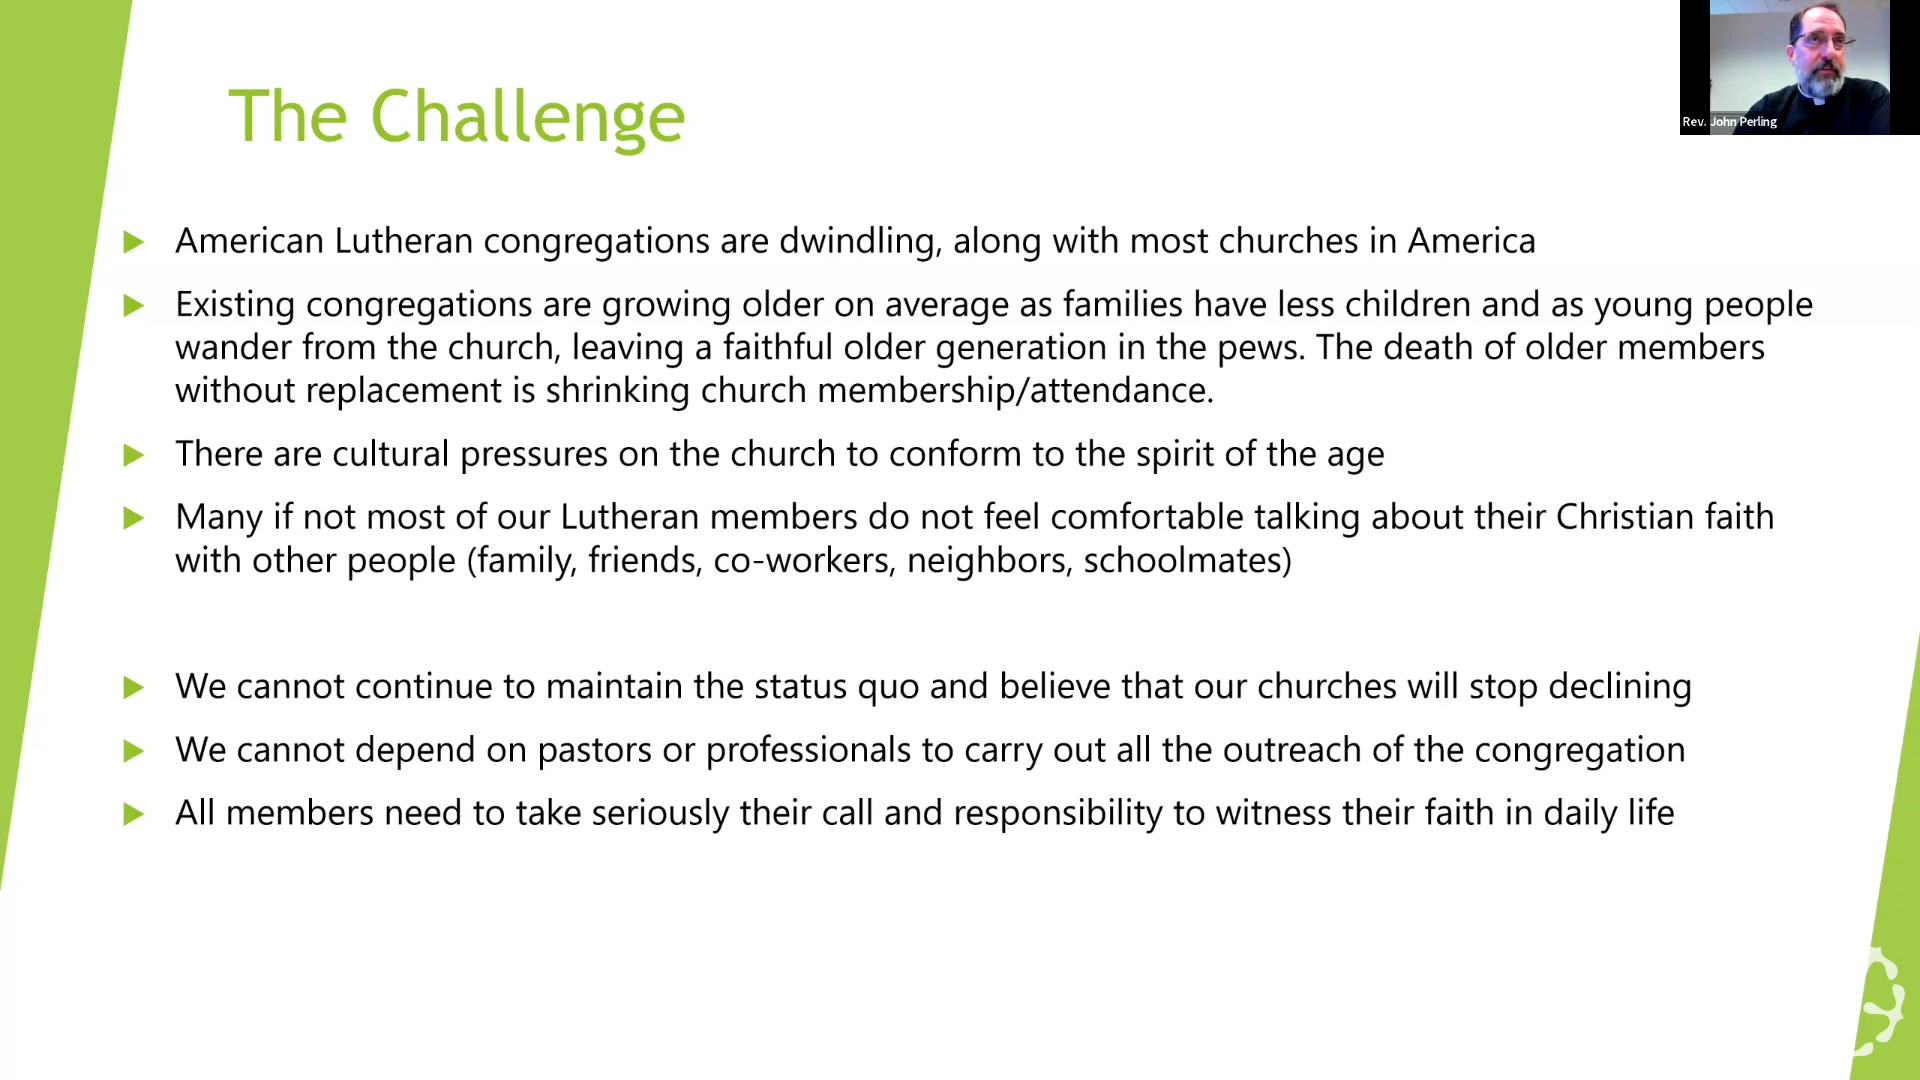 The Challenge
Rev. John Perling
American Lutheran congregations are dwindling, along with most churches in America
Existing congregations are growing older on average as families have less children and as young people
wander from the church, leaving a faithful older generation in the pews. The death of older members
without replacement is shrinking church membership/attendance.
There are cultural pressures on the church to conform to the spirit of the age
Many if not most of our Lutheran members do not feel comfortable talking about their Christian faith
with other people (family, friends, co-workers, neighbors, schoolmates)
We cannot continue to maintain the status quo and believe that our churches will stop declining
We cannot depend on pastors or professionals to carry out all the outreach of the congregation
All members need to take seriously their call and responsibility to witness their faith in daily life